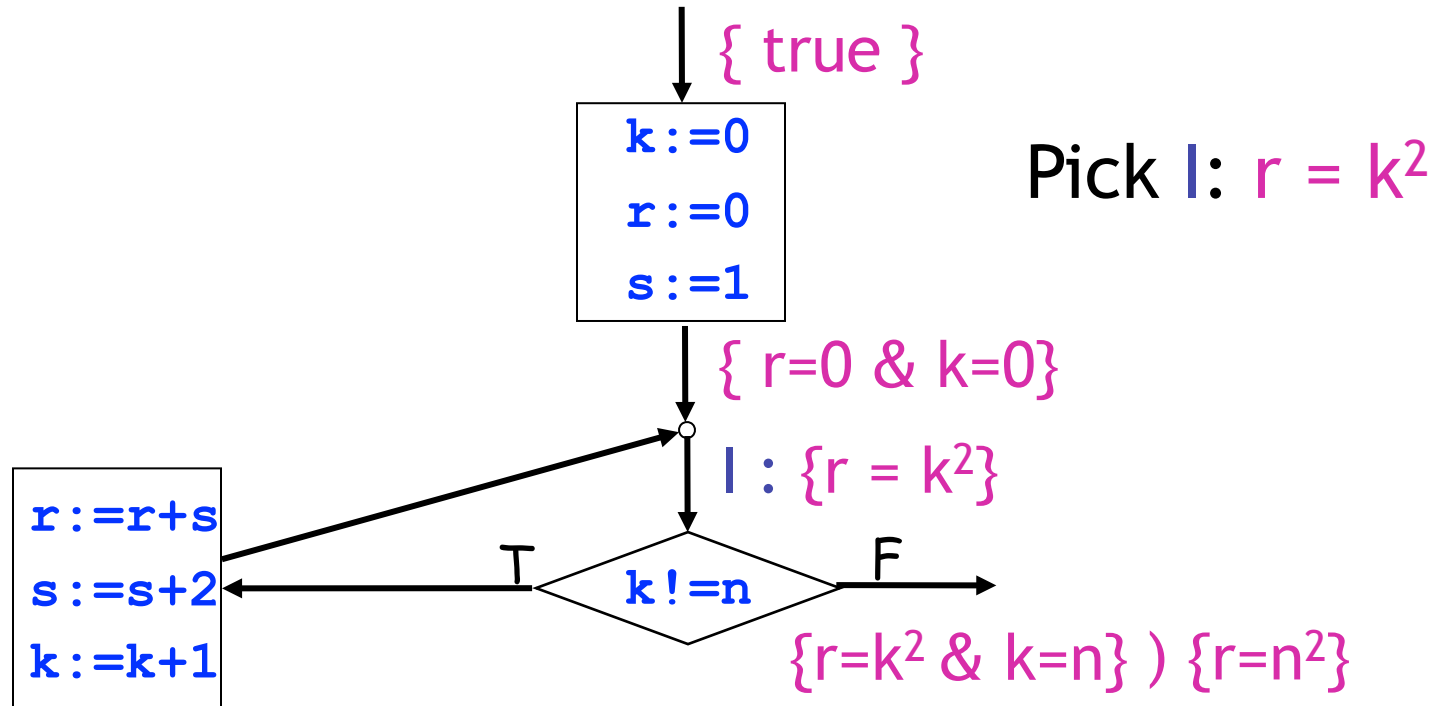 { true }
k:=0
r:=0
s:=1
Pick I: r = k²
{ r=0 & k=0}
I : {r = k²}
r:=r+s
s:=s+2
k:=k+1
T
k!=n
F
{r=k² & k=n} ) {r=n²}